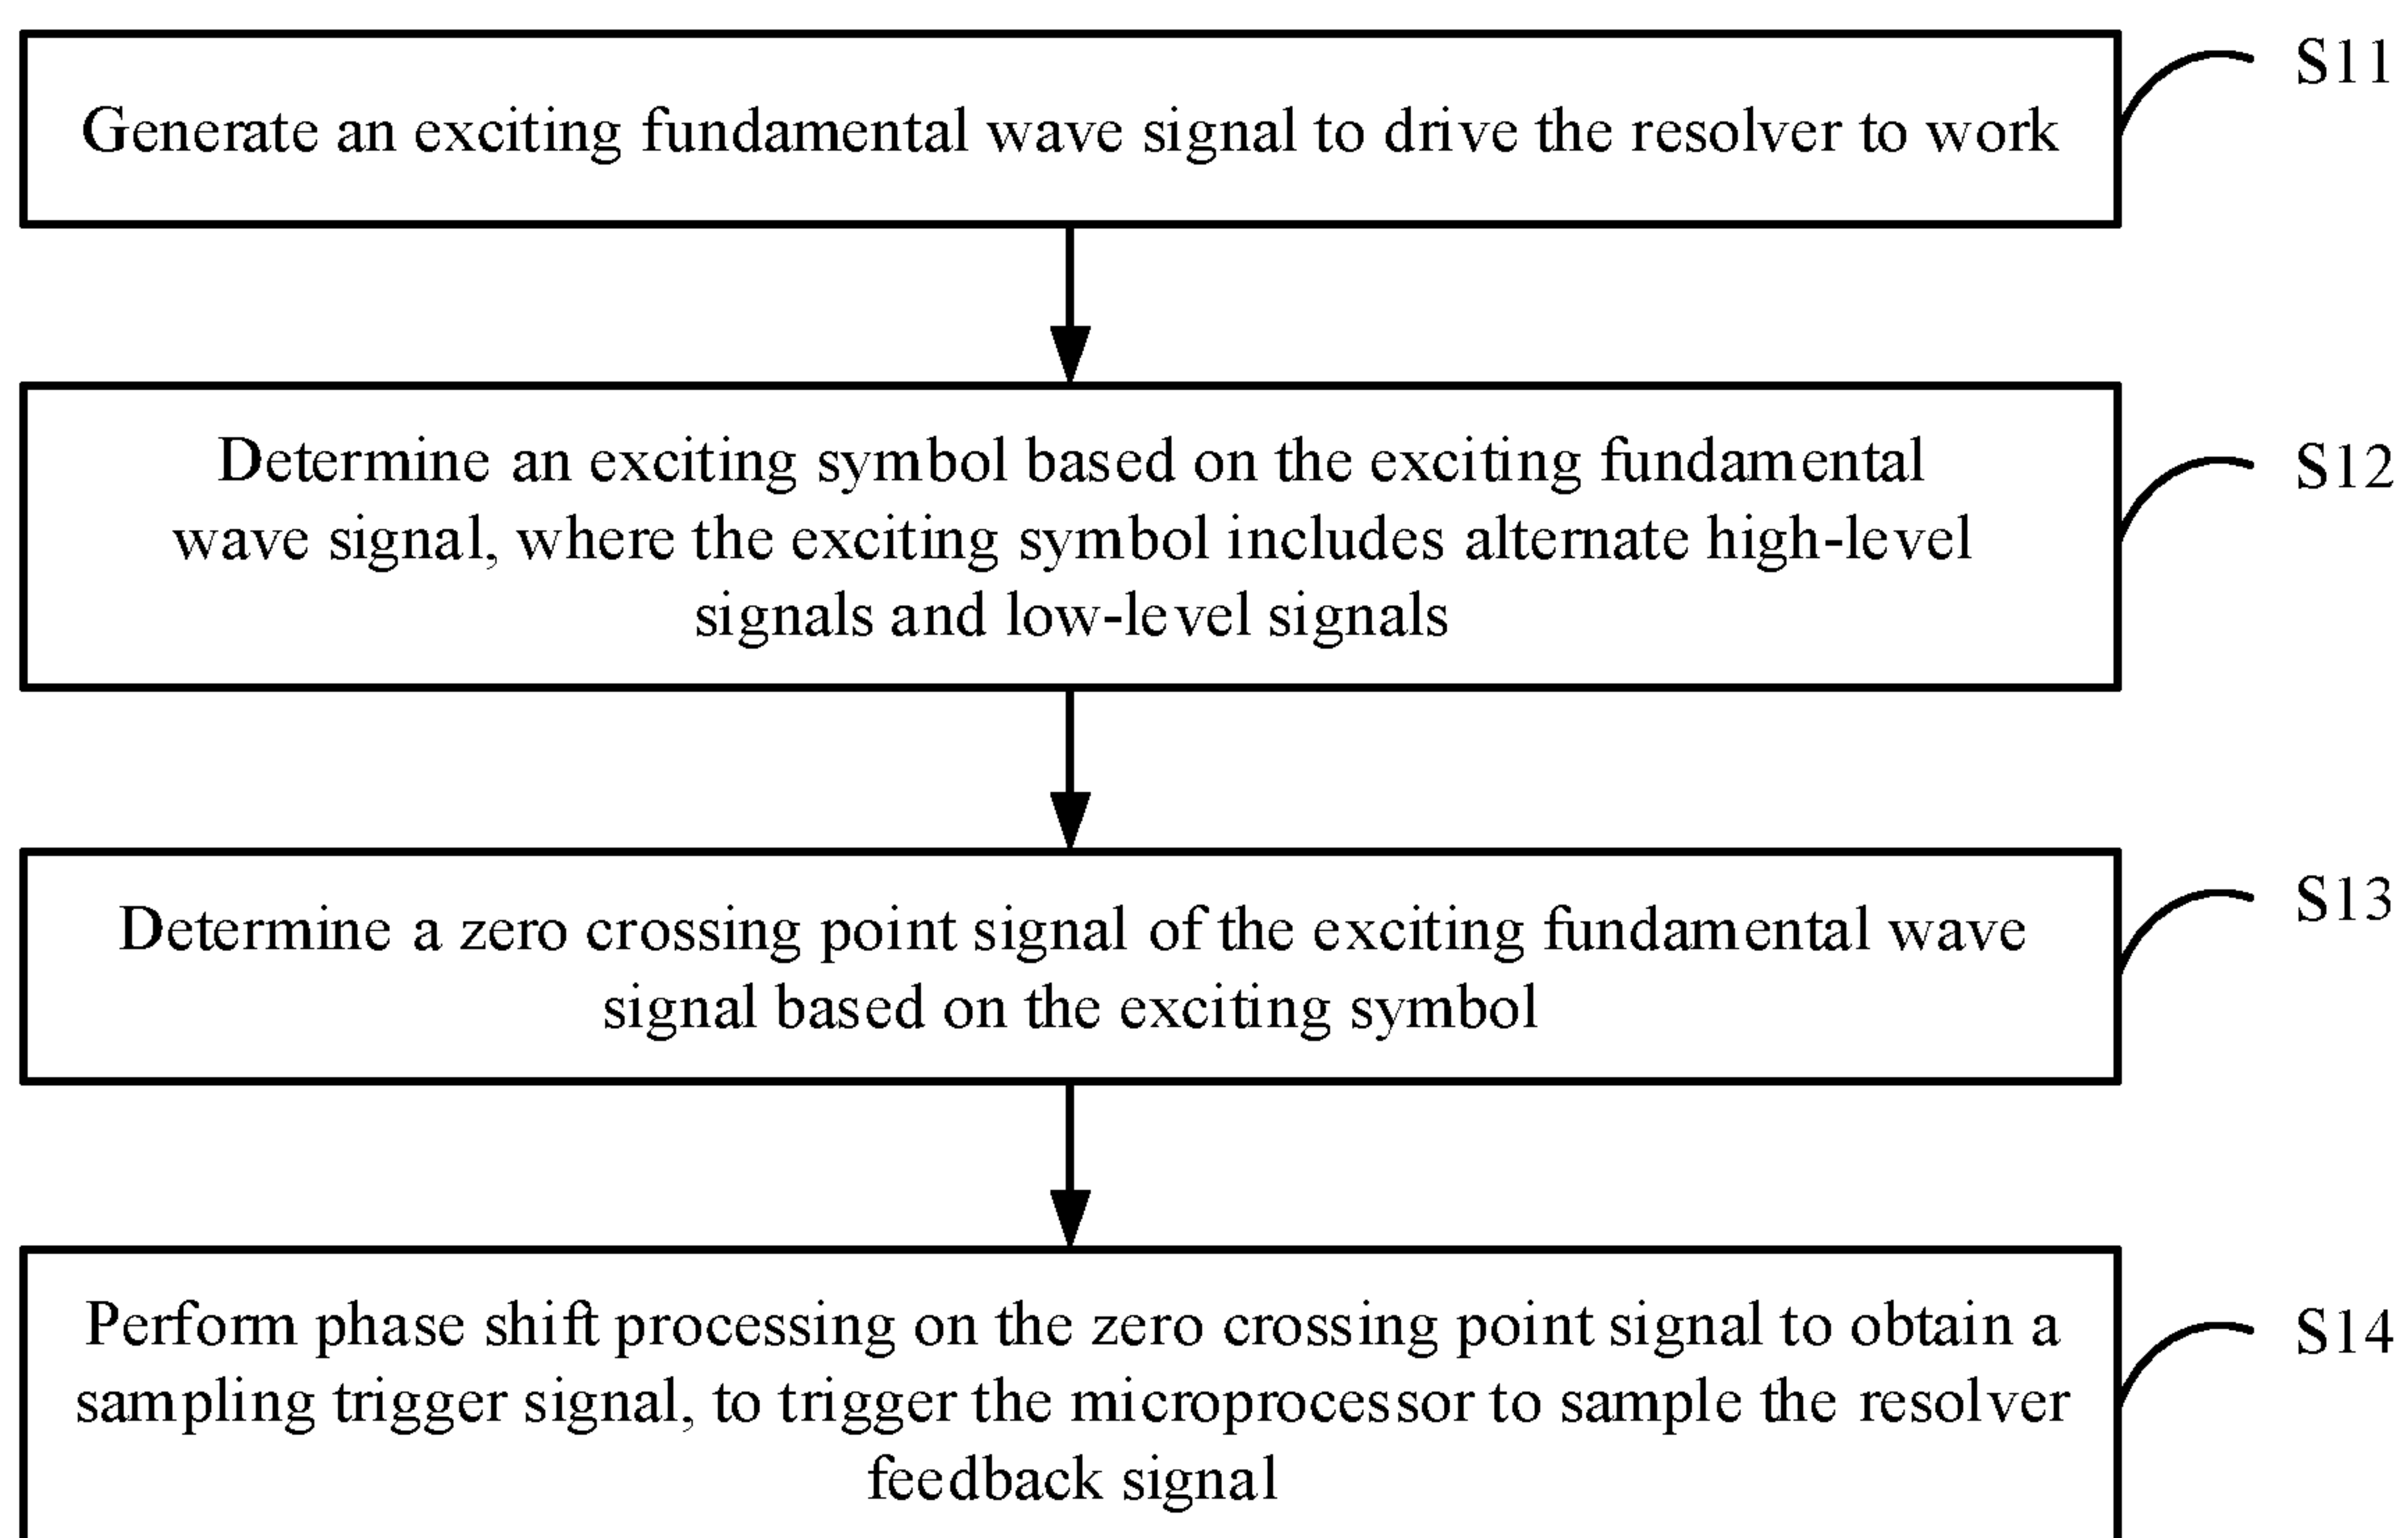 S11
Generate an exciting fundamental wave signal to drive the resolver to work
S12
Determine an exciting symbol based on the exciting fundamental
wave signal, where the exciting symbol includes alternate high-level
signals and low-level signals
S13
Determine a zero crossing point signal of the exciting fundamental wave
signal based on the exciting symbol
S14
Perform phase shift processing on the zero crossing point signal to obtain a
sampling trigger signal, to trigger the microprocessor to sample the resolver
feedback signal